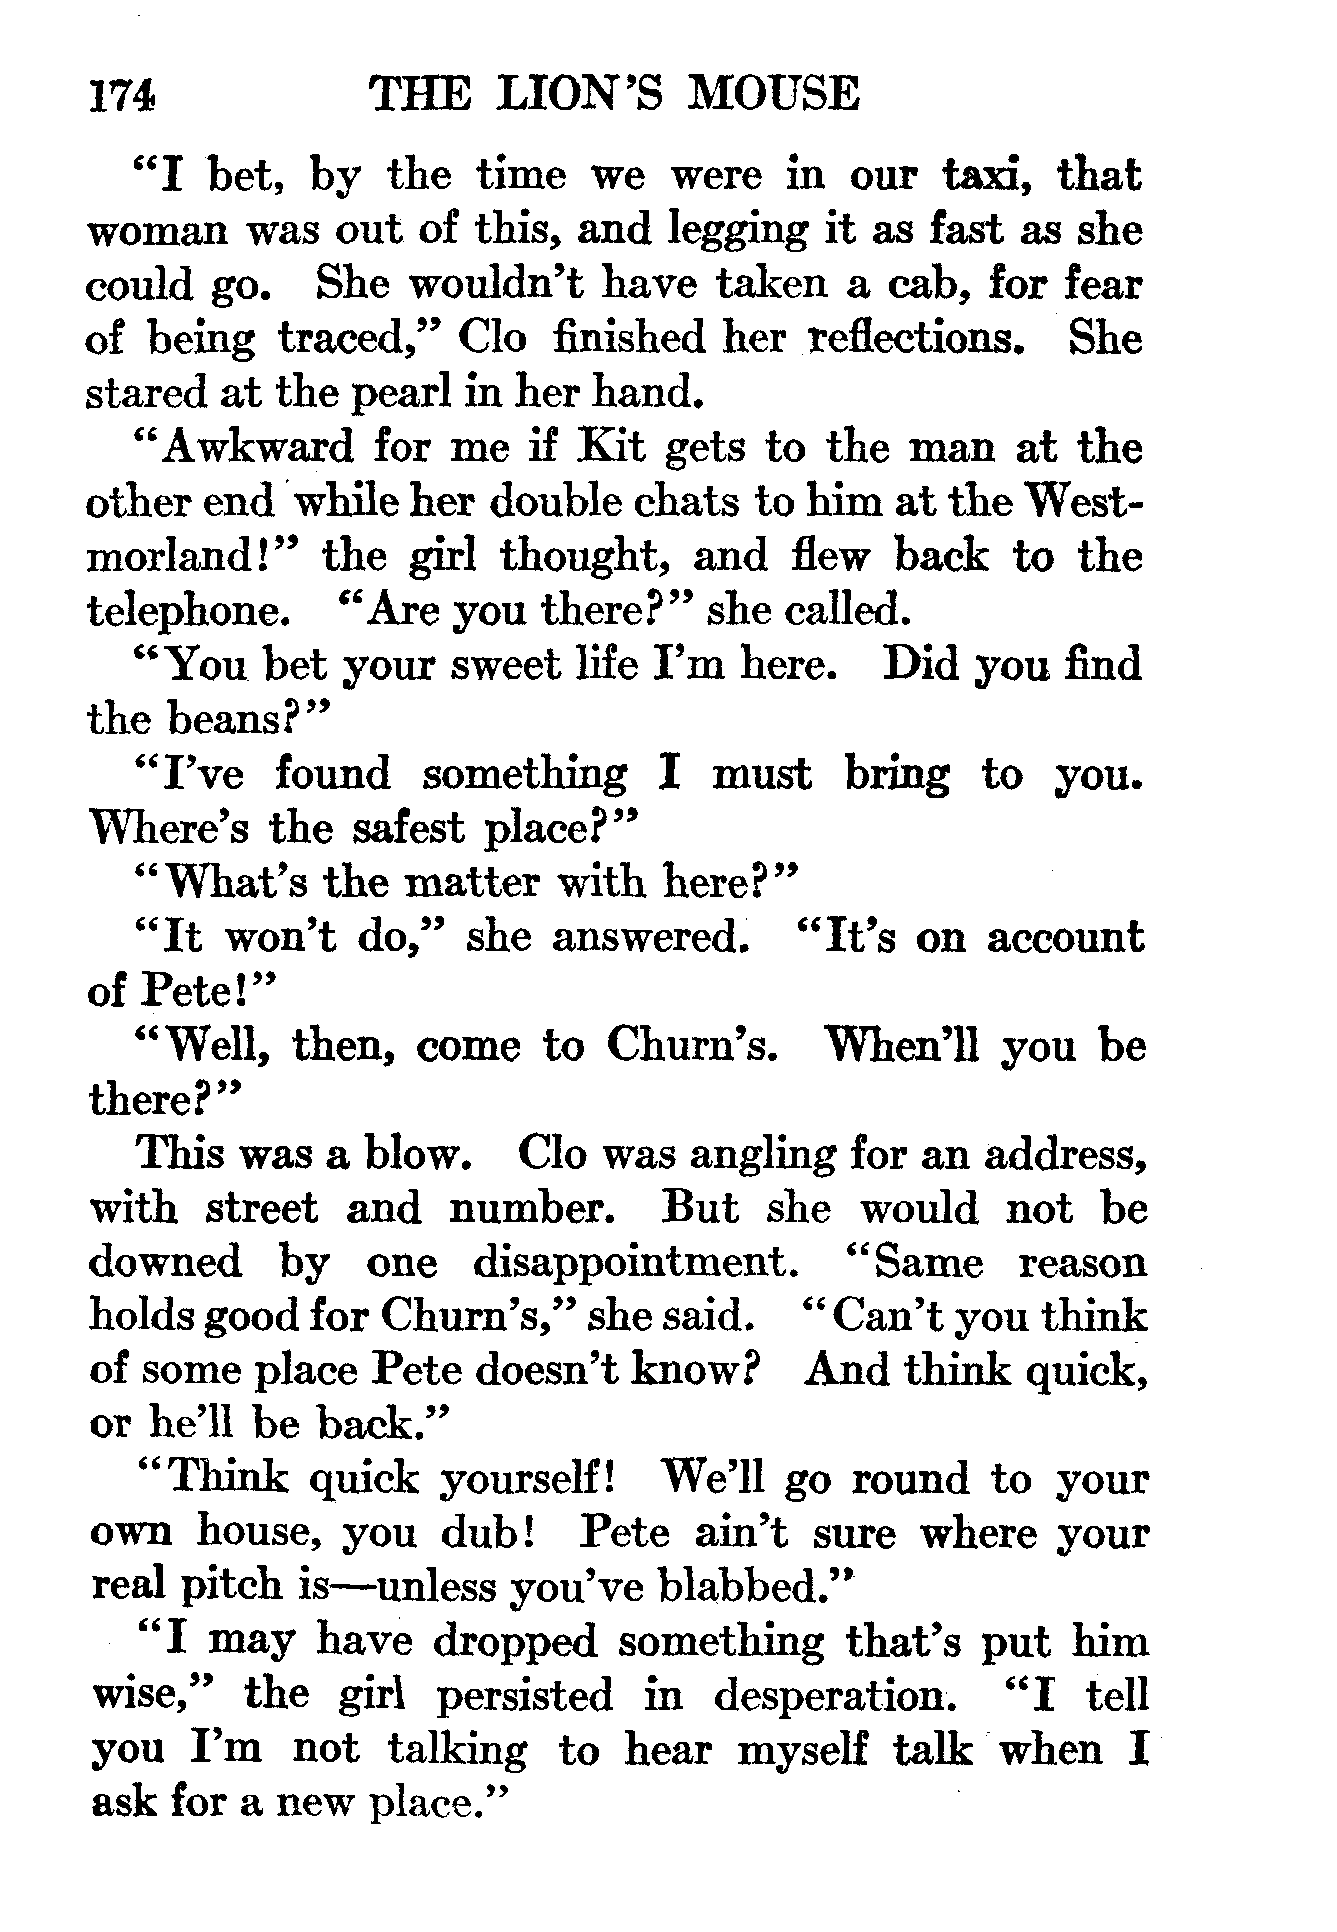 174 THE LION'S MOUSE
"I bet, by the time we were in our taxi, that
woman was out of this, and legging it as fast as she
could go. She wouldn't have taken a cab, for fear
of being traced," Clo finished her reflections. She
stared at the pearl in her hand.
"Awkward for me if Kit gets to the man at the
other end while her double chats to him at the West-
morland!" the girl thought, and flew back to the
telephone. "Are you there?" she called.
"You bet your sweet life I'm here. Did you find
the beans?"
"I've found something I must bring to you.
Where's the safest place?"
"What's the matter with here?"
"It won't do," she answered. "It's on account
of Pete!"
"Well, then, come to Churn's. When'll you be
there?"
This was a blow. Clo was angling for an address,
with street and number. But she would not be
downed by one disappointment. "Same reason
holds good for Churn's," she said. "Can't you think
of some place Pete doesn't know? And think quick,
or he'll be back."
"Think quick yourself! We'll go round to your
own house, you dub! Pete ain't sure where your
real pitch is—unless you've blabbed."
"I may have dropped something that's put him
wise," the girl persisted in desperation. "I tell
you I'm not talking to hear myself talk when I
ask for a new place."